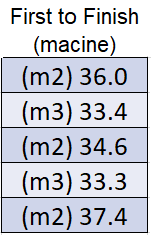 First to Finish
(macine)
(m2) 36.0
(m3) 33.4
(m2) 34.6
(m3) 33.3
(m2) 37.4